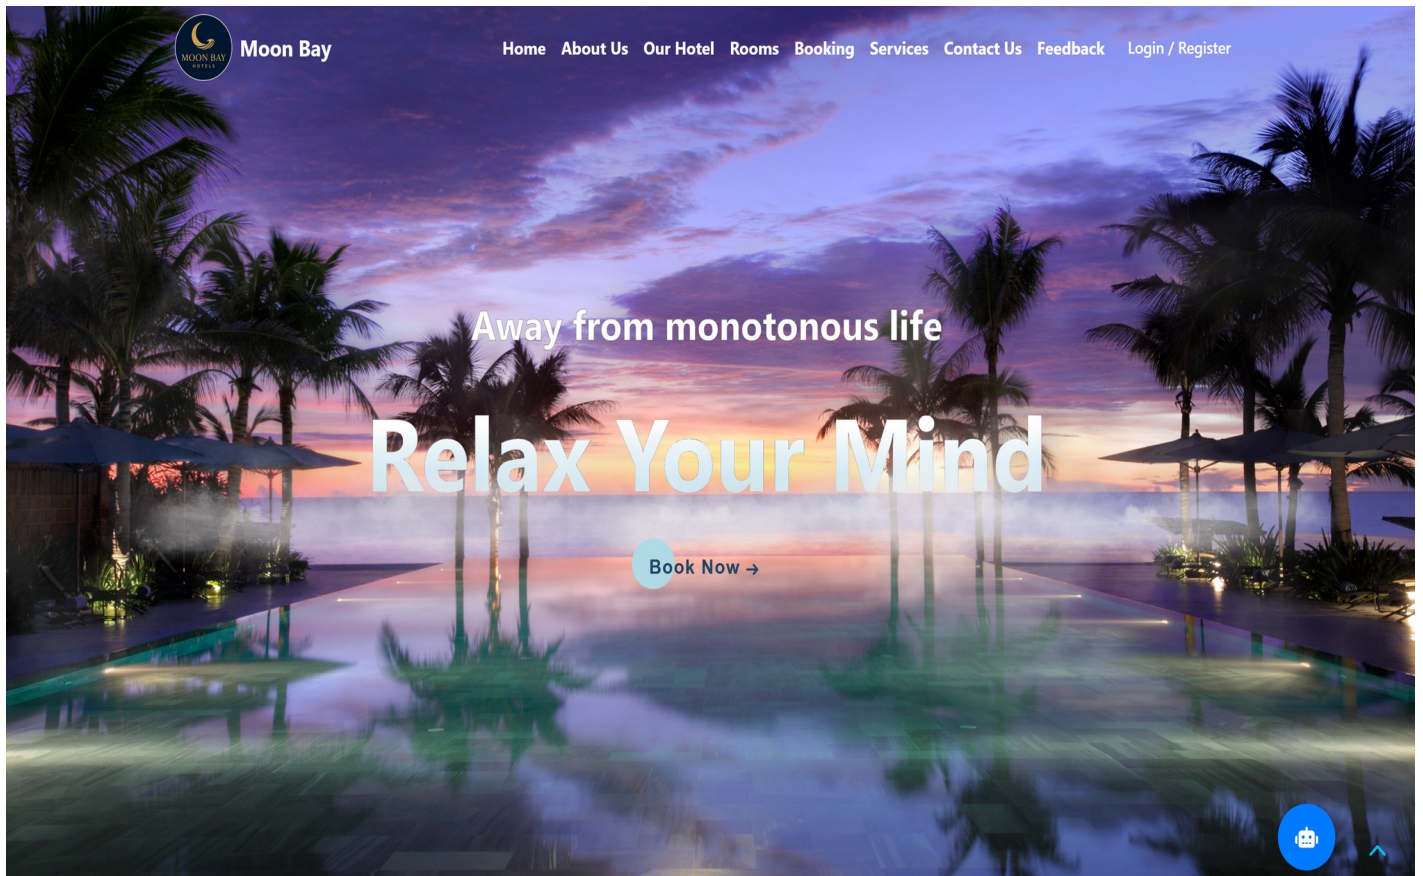 MOON BAY
HOTELS
Moon Bay
Home About Us Our Hotel Rooms Booking Services Contact Us Feedback Login / Register
Away from monotonous life
Relax Your Mind
Book Now →